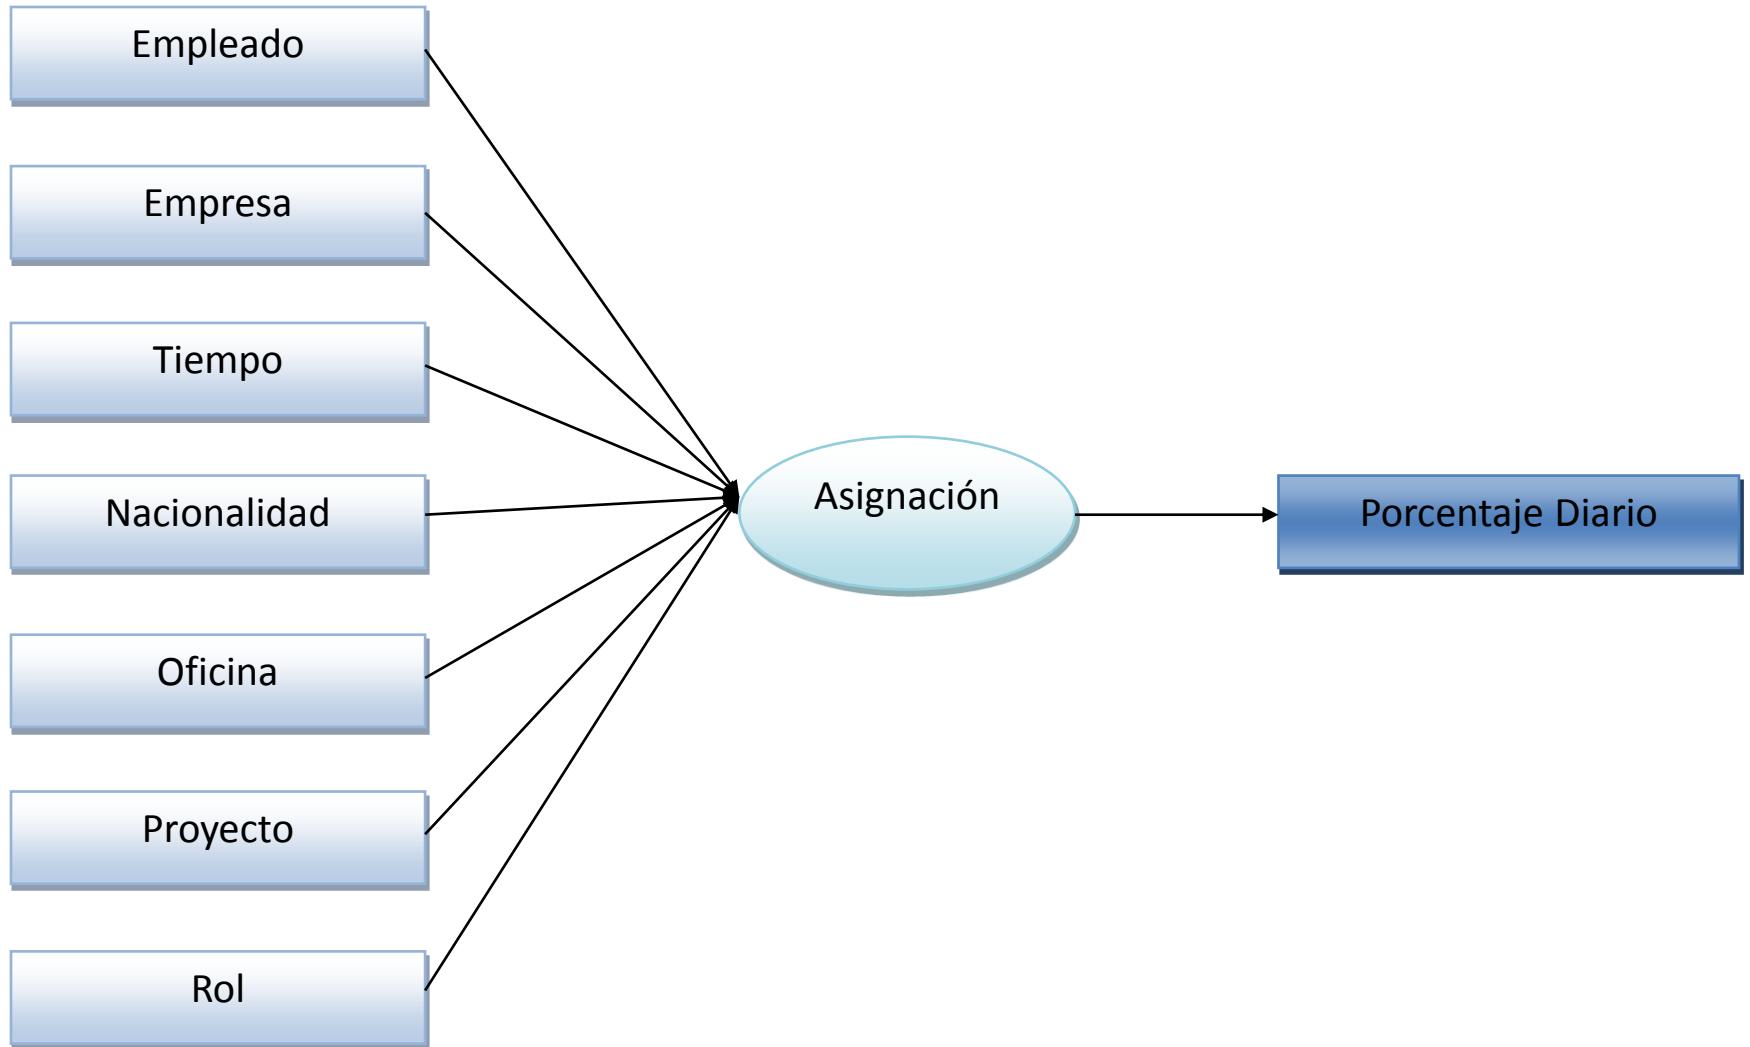 Empleado
Empresa
Tiempo
Nacionalidad
Oficina
Proyecto
Rol
Asignación
Porcentaje Diario